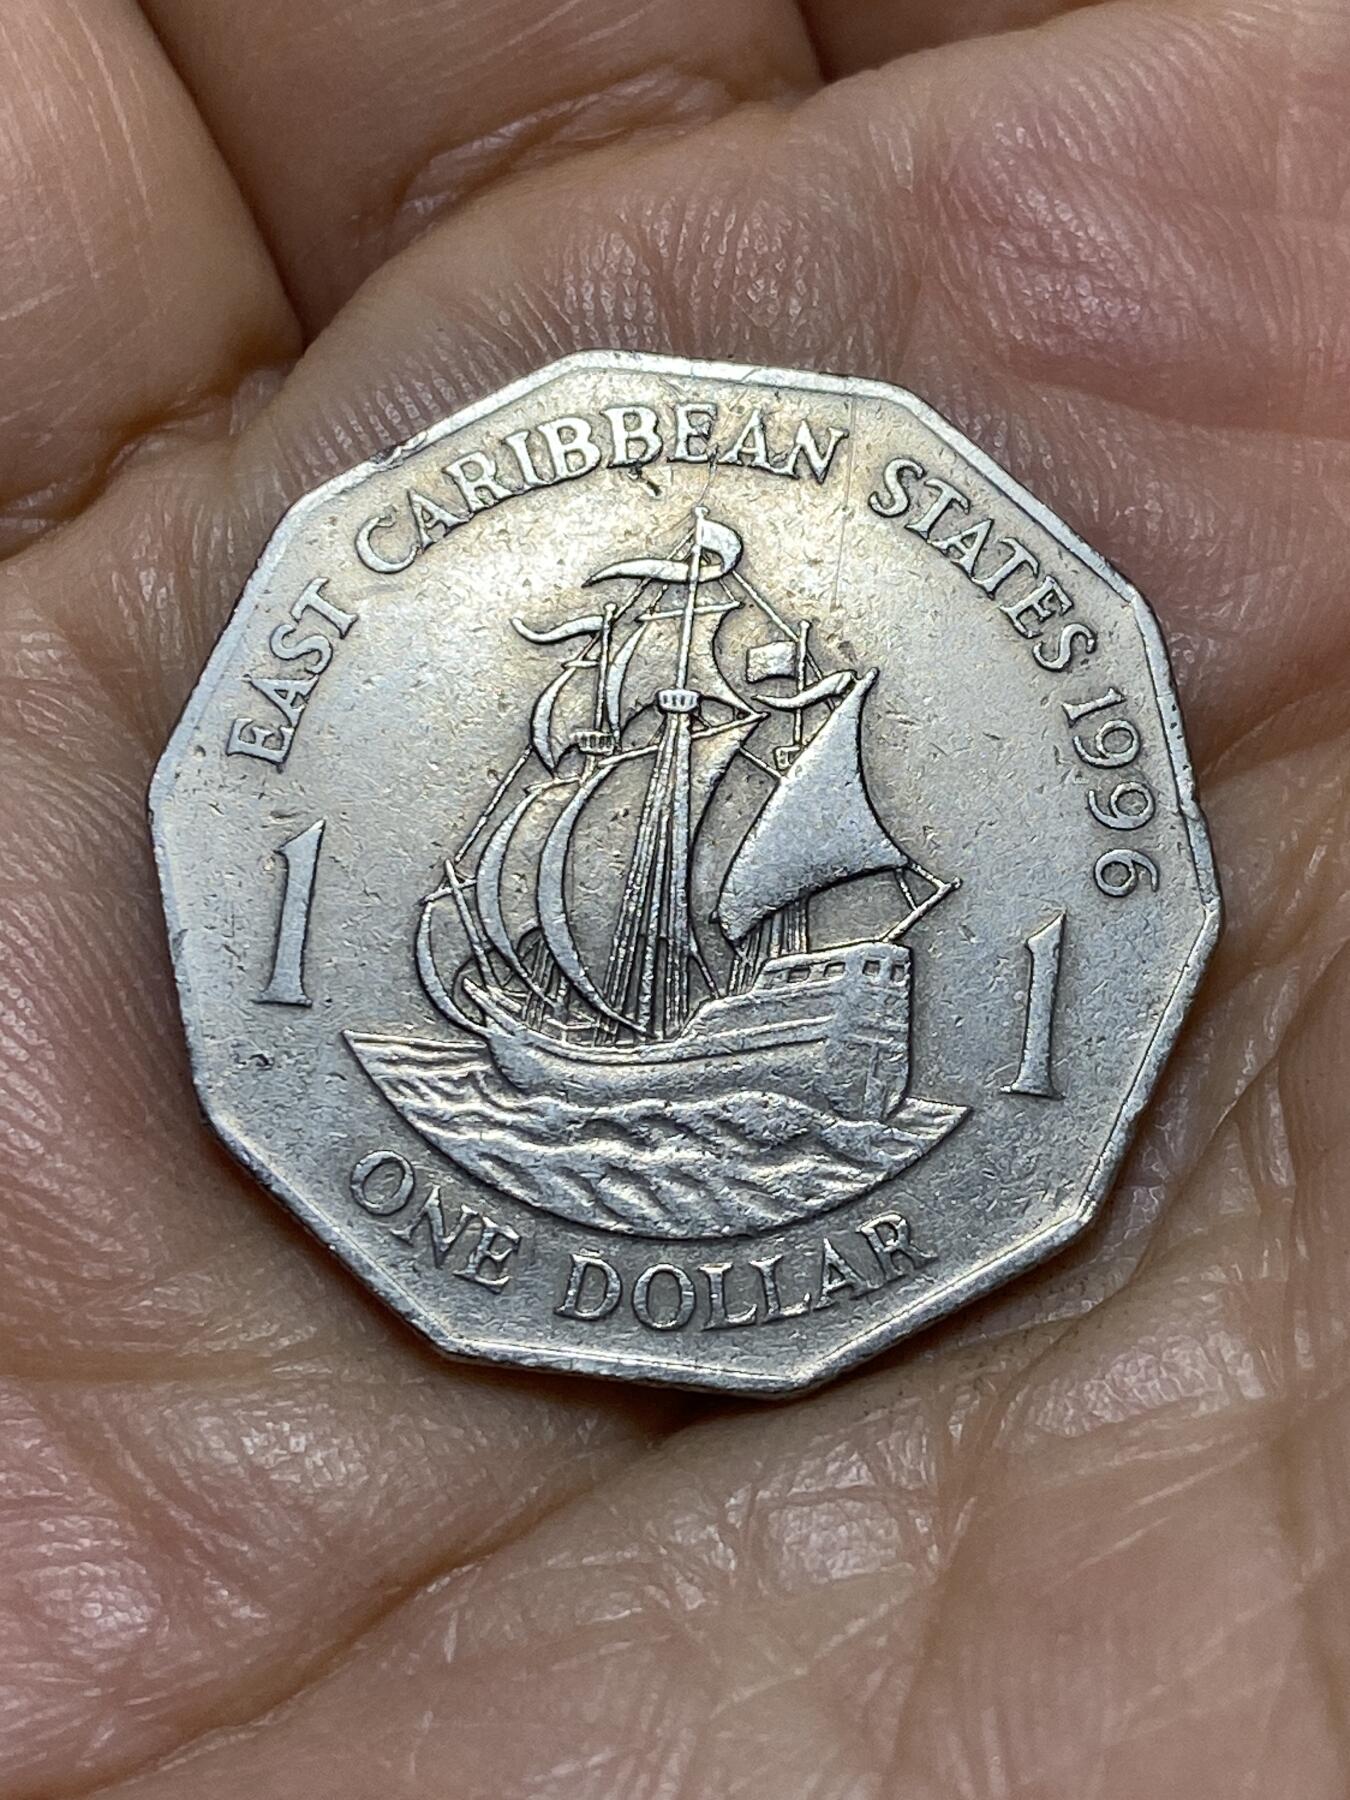 EAST CARIBBEAN STATES 1996
1 1
ONE DOLLAR